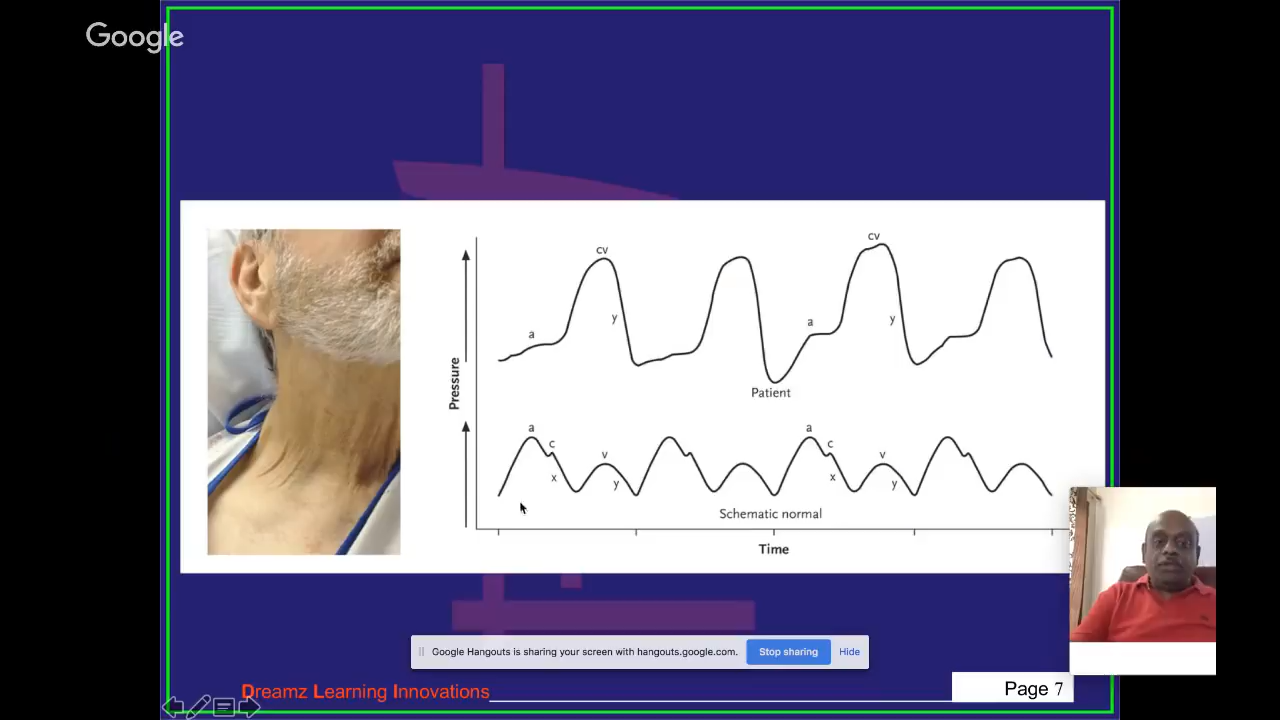 Google
cv
cv
a
y
a
y
Patient
Pressure
a
c
x
v
y
a
c
x
v
y
Schematic normal
Time
Google Hangouts is sharing your screen with hangouts.google.com.
Stop sharing
Hide
Dreamz Learning Innovations
Page 7